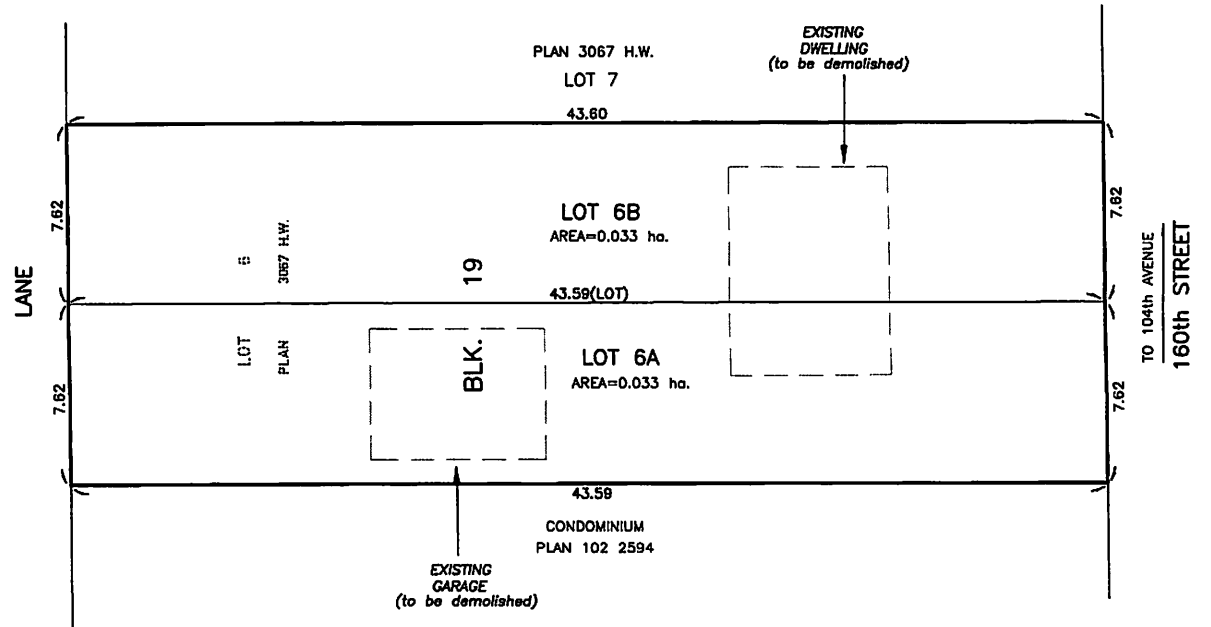 EXISTING
DWELLING
(to be demolished)
PLAN 3067 H.W.
LOT 7
43.60
7.62
7.62
LOT 6B
AREA=0.033 ha.
LOT 6
PLAN 3067 H.W.
BLK. 19
LANE
43.59(LOT)
TO 104th AVENUE
160th STREET
LOT 6A
AREA=0.033 ha.
7.62
7.62
43.59
CONDOMINIUM
PLAN 102 2594
EXISTING
GARAGE
(to be demolished)